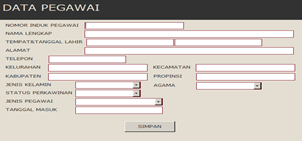 DATA PEGAWAI
NOMOR INDUK PEGAWAI
NAMA LENGKAP
TEMPAT&TANGGAL LAHIR
ALAMAT
TELEPON
KELURAHAN KECAMATAN
KABUPATEN PROPINSI
JENIS KELAMIN AGAMA
STATUS PERKAWINAN
JENIS PEGAWAI
TANGGAL MASUK
SIMPAN